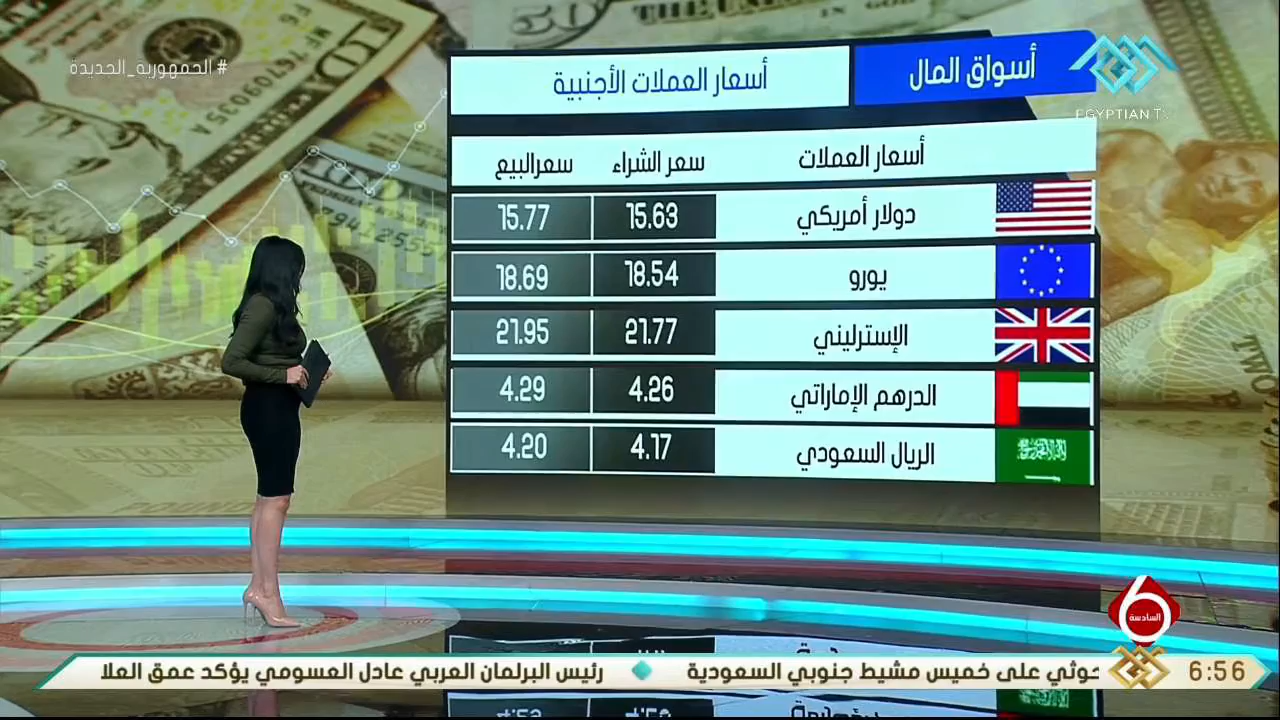 #الجمهورية_الجديدة
أسواق المال
أسعار العملات الأجنبية
EGYPTIAN T
أسعار العملات سعر الشراء سعرالبيع
دولار أمريكي 15.63 15.77
يورو 18.54 18.69
الإسترليني 21.77 21.95
الدرهم الإماراتي 4.26 4.29
الريال السعودي 4.17 4.20
6
السادسة
حوثي على خميس مشيط جنوبي السعودية
رئيس البرلمان العربي عادل العسومي يؤكد عمق العلا
6:56